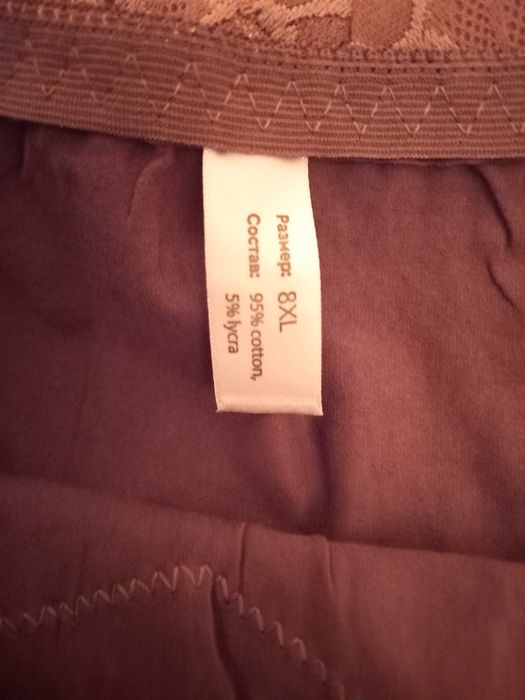 Размер: 8XL
Состав: 95% cotton,
5% lycra